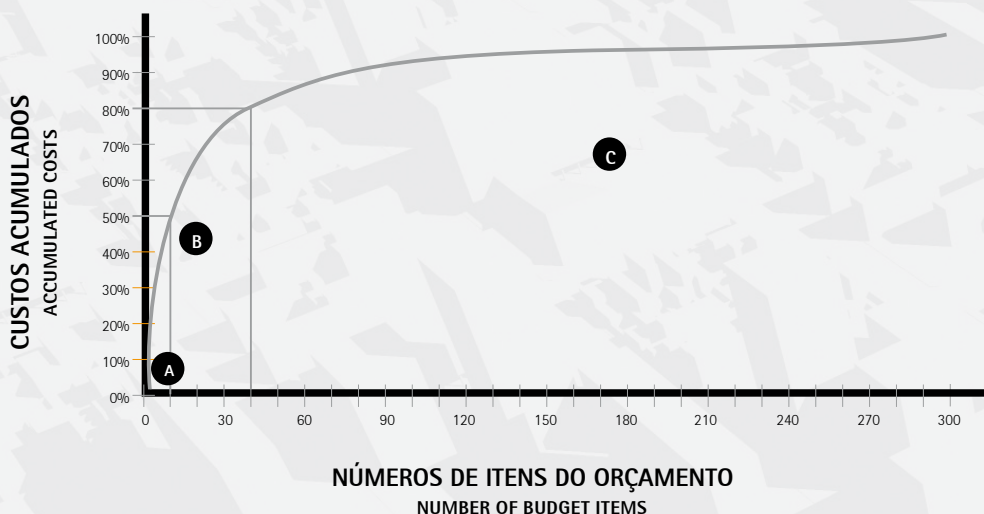 CUSTOS ACUMULADOS
ACCUMULATED COSTS
100%
90%
80%
70%
60%
50%
40%
30%
20%
10%
0%
C
B
A
0 30 60 90 120 150 180 210 240 270 300
NÚMEROS DE ITENS DO ORÇAMENTO
NUMBER OF BUDGET ITEMS